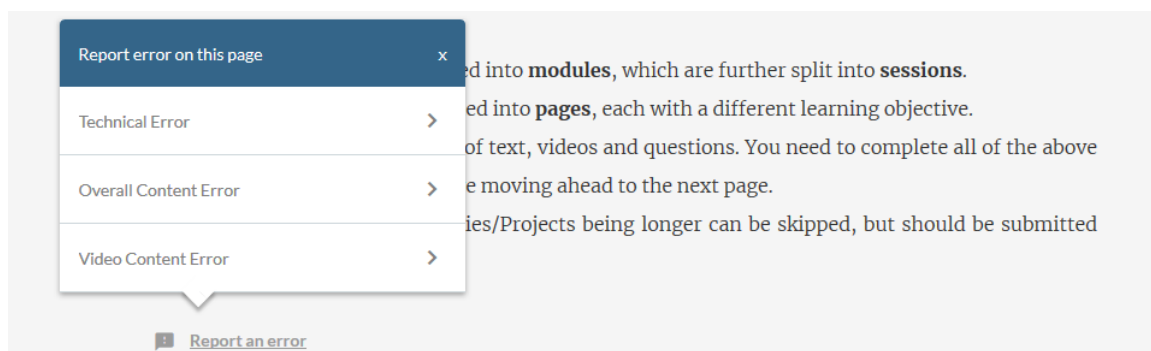 Report error on this page x
Technical Error
Overall Content Error
Video Content Error
ed into modules, which are further split into sessions.
ed into pages, each with a different learning objective.
of text, videos and questions. You need to complete all of the above
e moving ahead to the next page.
ies/Projects being longer can be skipped, but should be submitted
Report an error